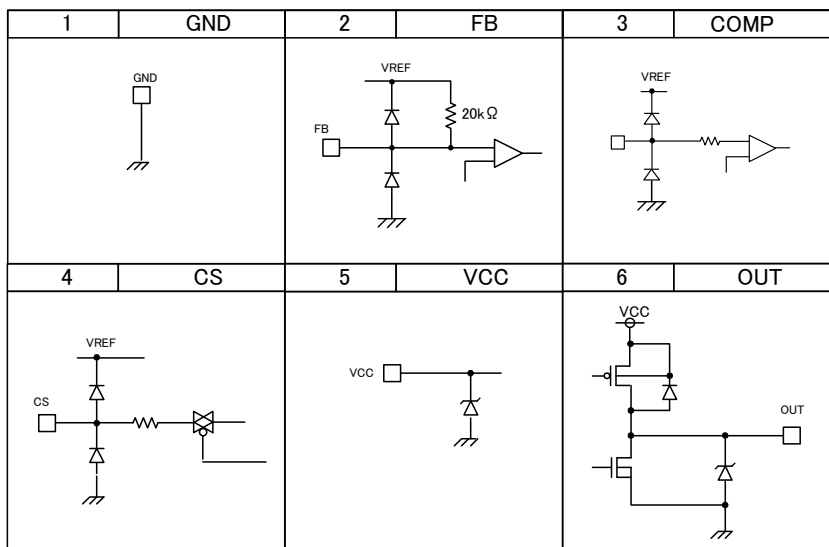 1 GND 2 FB 3 COMP
GND
VREF
20kΩ
FB
VREF
4 CS 5 VCC 6 OUT
VREF
CS
VCC
VCC
OUT